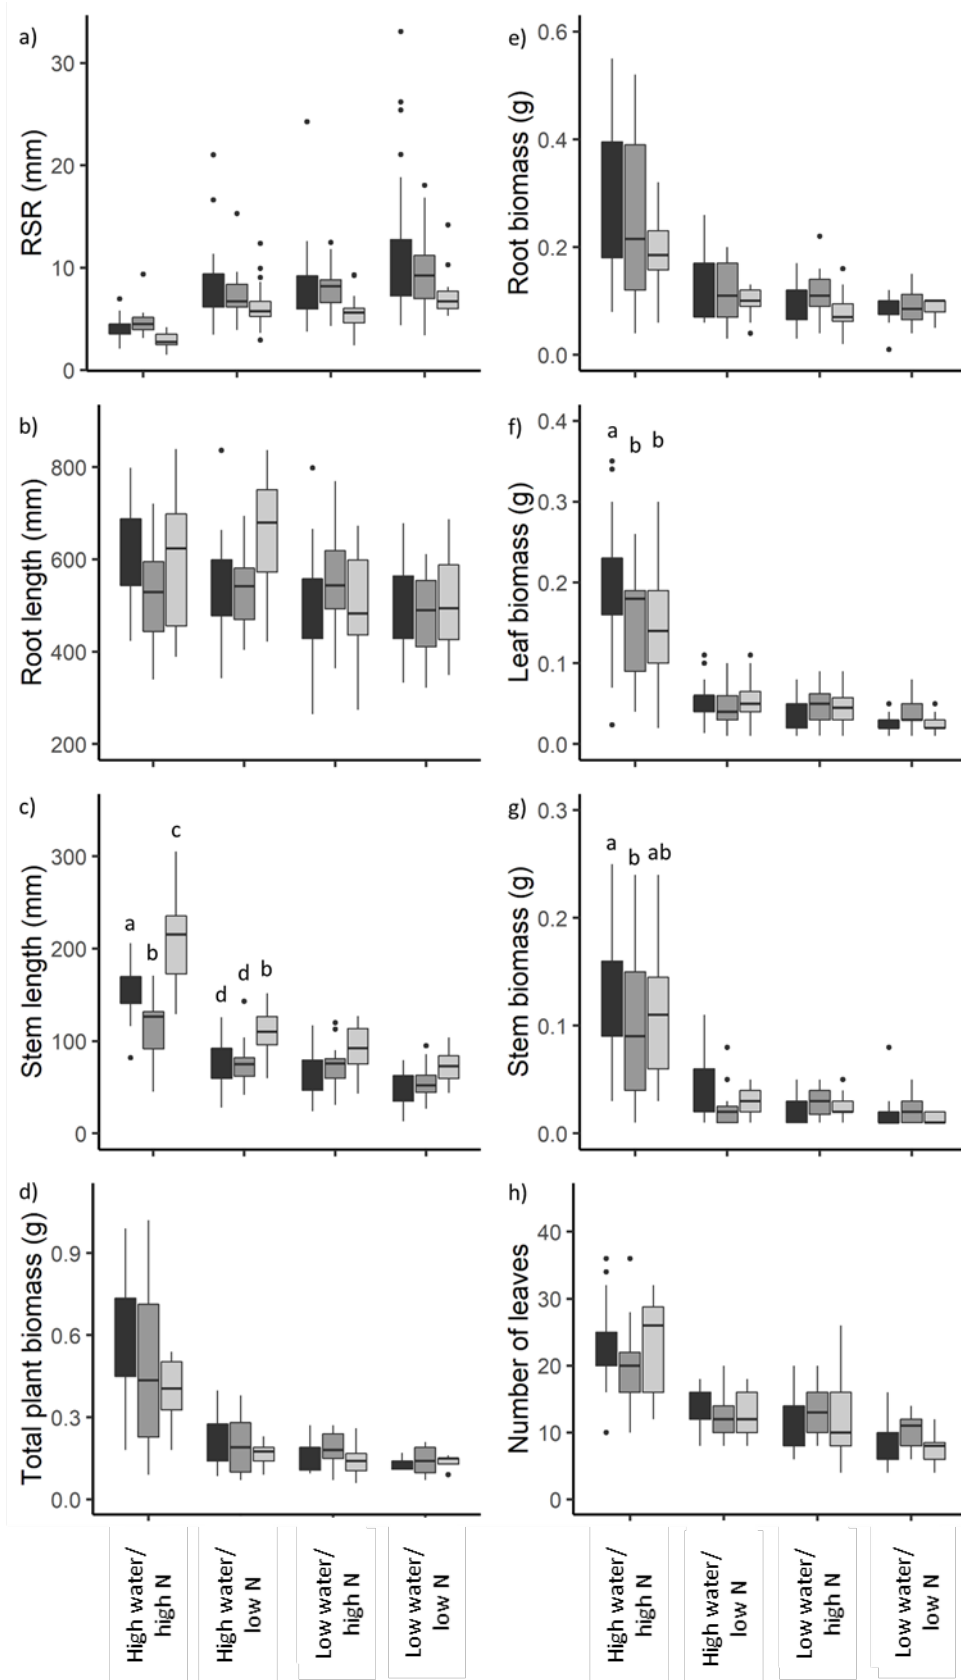 a)
RSR (mm)
30
20
10
0
e)
Root biomass (g)
0.6
0.4
0.2
0.0
b)
Root length (mm)
800
600
400
200
f)
Leaf biomass (g)
0.4
0.3
0.2
0.1
0.0
a b b
c)
Stem length (mm)
300
200
100
0
a b c
d d b
g)
Stem biomass (g)
0.3
0.2
0.1
0.0
a b ab
d)
Total plant biomass (g)
0.9
0.6
0.3
0.0
h)
Number of leaves
40
30
20
10
0
High water/
high N
High water/
low N
Low water/
high N
Low water/
low N
High water/
high N
High water/
low N
Low water/
high N
Low water/
low N